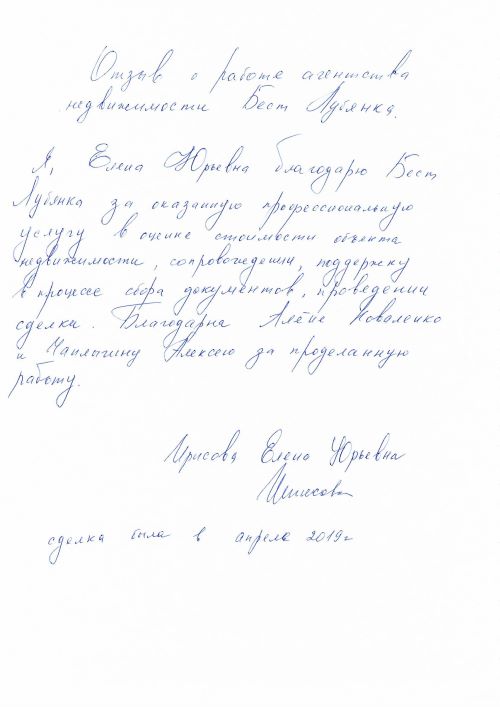 Отзыв о работе агентства
недвижимости Бест Лубянка.
Я, Елена Юрьевна благодарю Бест
Лубянка за оказанную профессиональную
услугу в оценке стоимости объекта
недвижимости, сопровождении, поддержку
в процессе сбора документов, проведении
сделки. Благодарна Алёне Коваленко
и Чаплыгину Алексею за проделанную
работу.
Ирисова Елена Юрьевна
сделка была в апреле 2019г